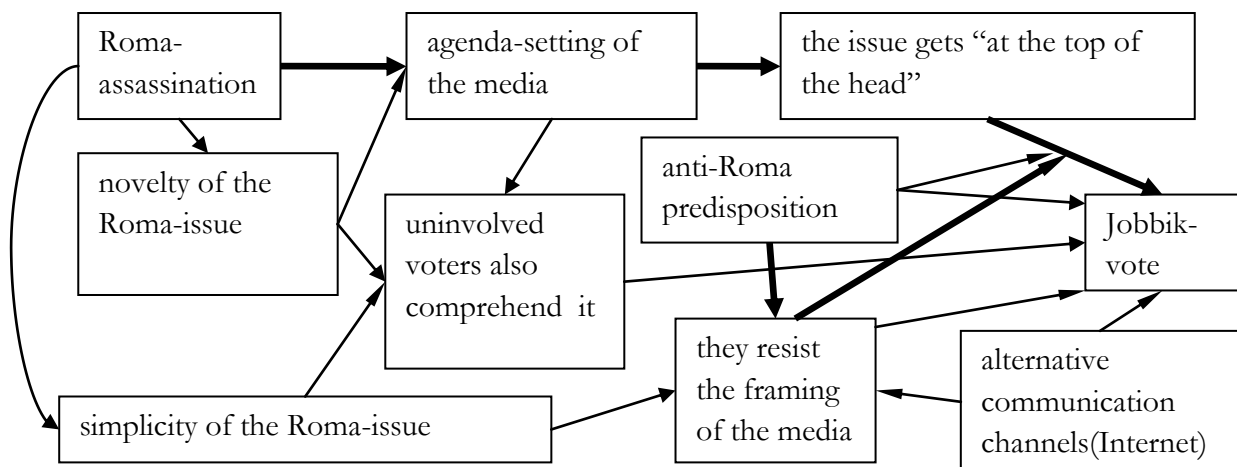 Roma-
assassination
agenda-setting of
the media
the issue gets “at the top of
the head”
novelty of the
Roma-issue
anti-Roma
predisposition
uninvolved
voters also
comprehend it
Jobbik-
vote
they resist
the framing
of the media
alternative
communication
channels(Internet)
simplicity of the Roma-issue